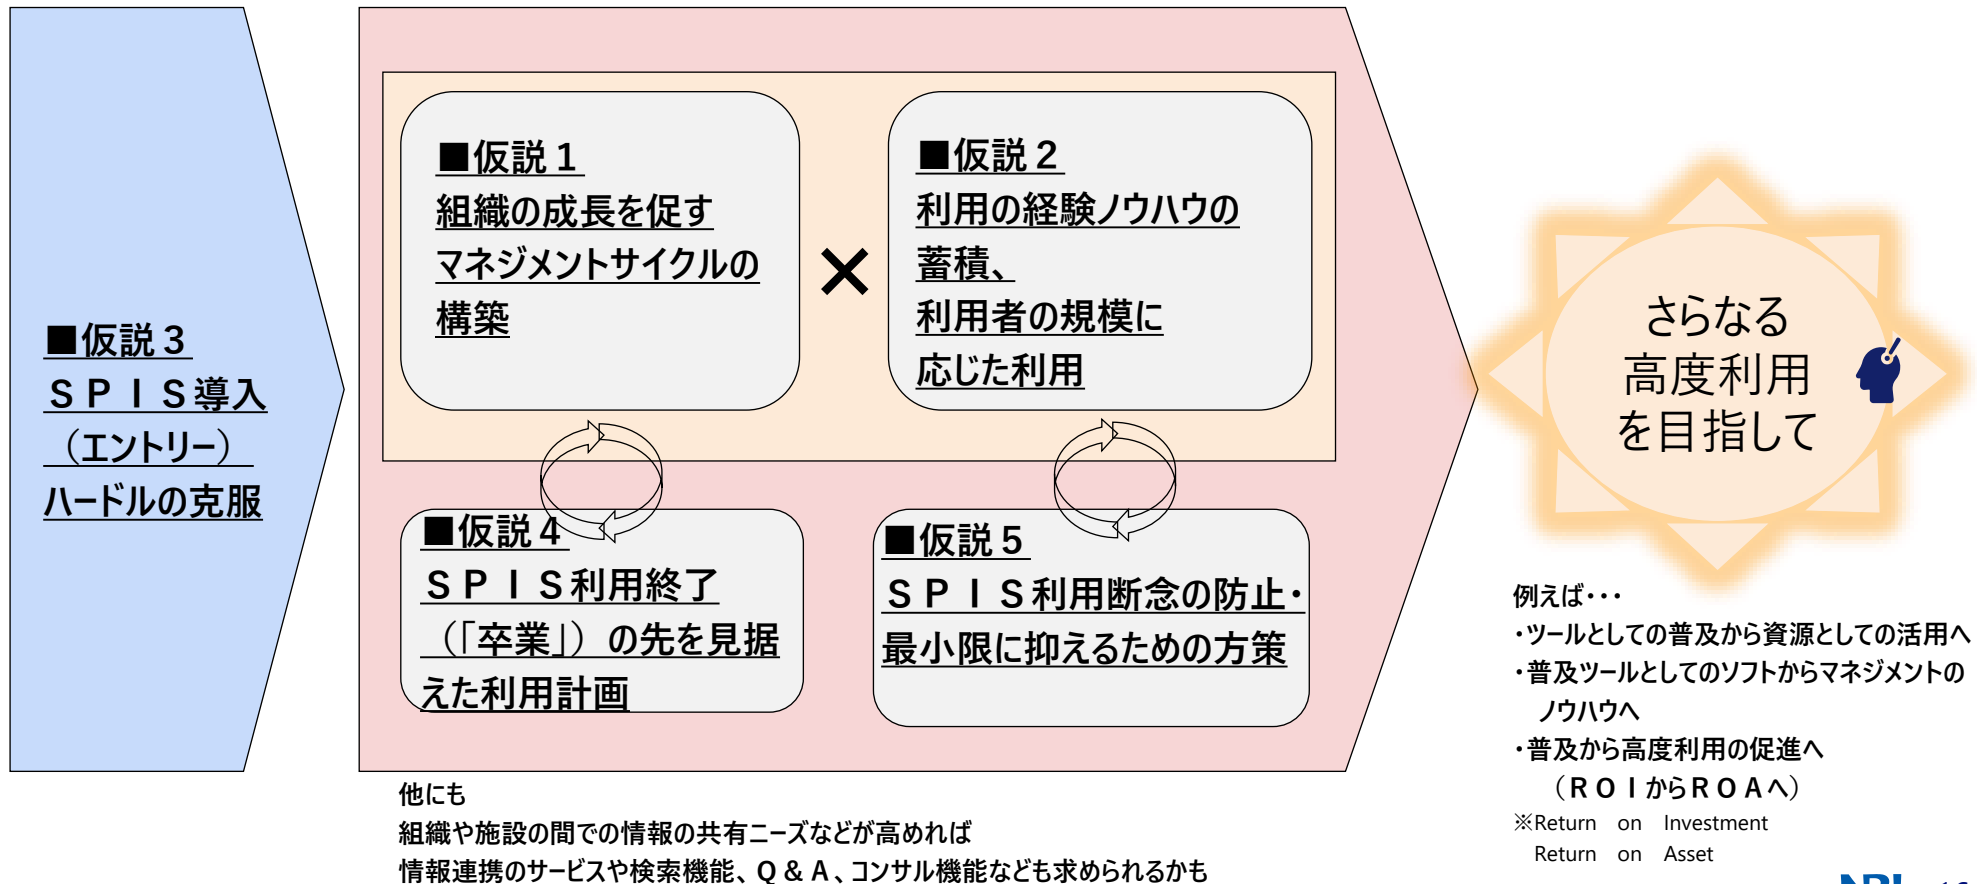 ■仮説３
ＳＰＩＳ導入
（エントリー）
ハードルの克服
■仮説１
組織の成長を促す
マネジメントサイクルの
構築
×
■仮説２
利用の経験ノウハウの
蓄積、
利用者の規模に
応じた利用
■仮説４
ＳＰＩＳ利用終了
（「卒業」）の先を見据
えた利用計画
■仮説５
ＳＰＩＳ利用断念の防止・
最小限に抑えるための方策
他にも
組織や施設の間での情報の共有ニーズなどが高めれば
情報連携のサービスや検索機能、Ｑ＆Ａ、コンサル機能なども求められるかも
さらなる
高度利用
を目指して
例えば・・・
・ツールとしての普及から資源としての活用へ
・普及ツールとしてのソフトからマネジメントの
ノウハウへ
・普及から高度利用の促進へ
（ＲＯＩからＲＯＡへ）
※Return on Investment
Return on Asset